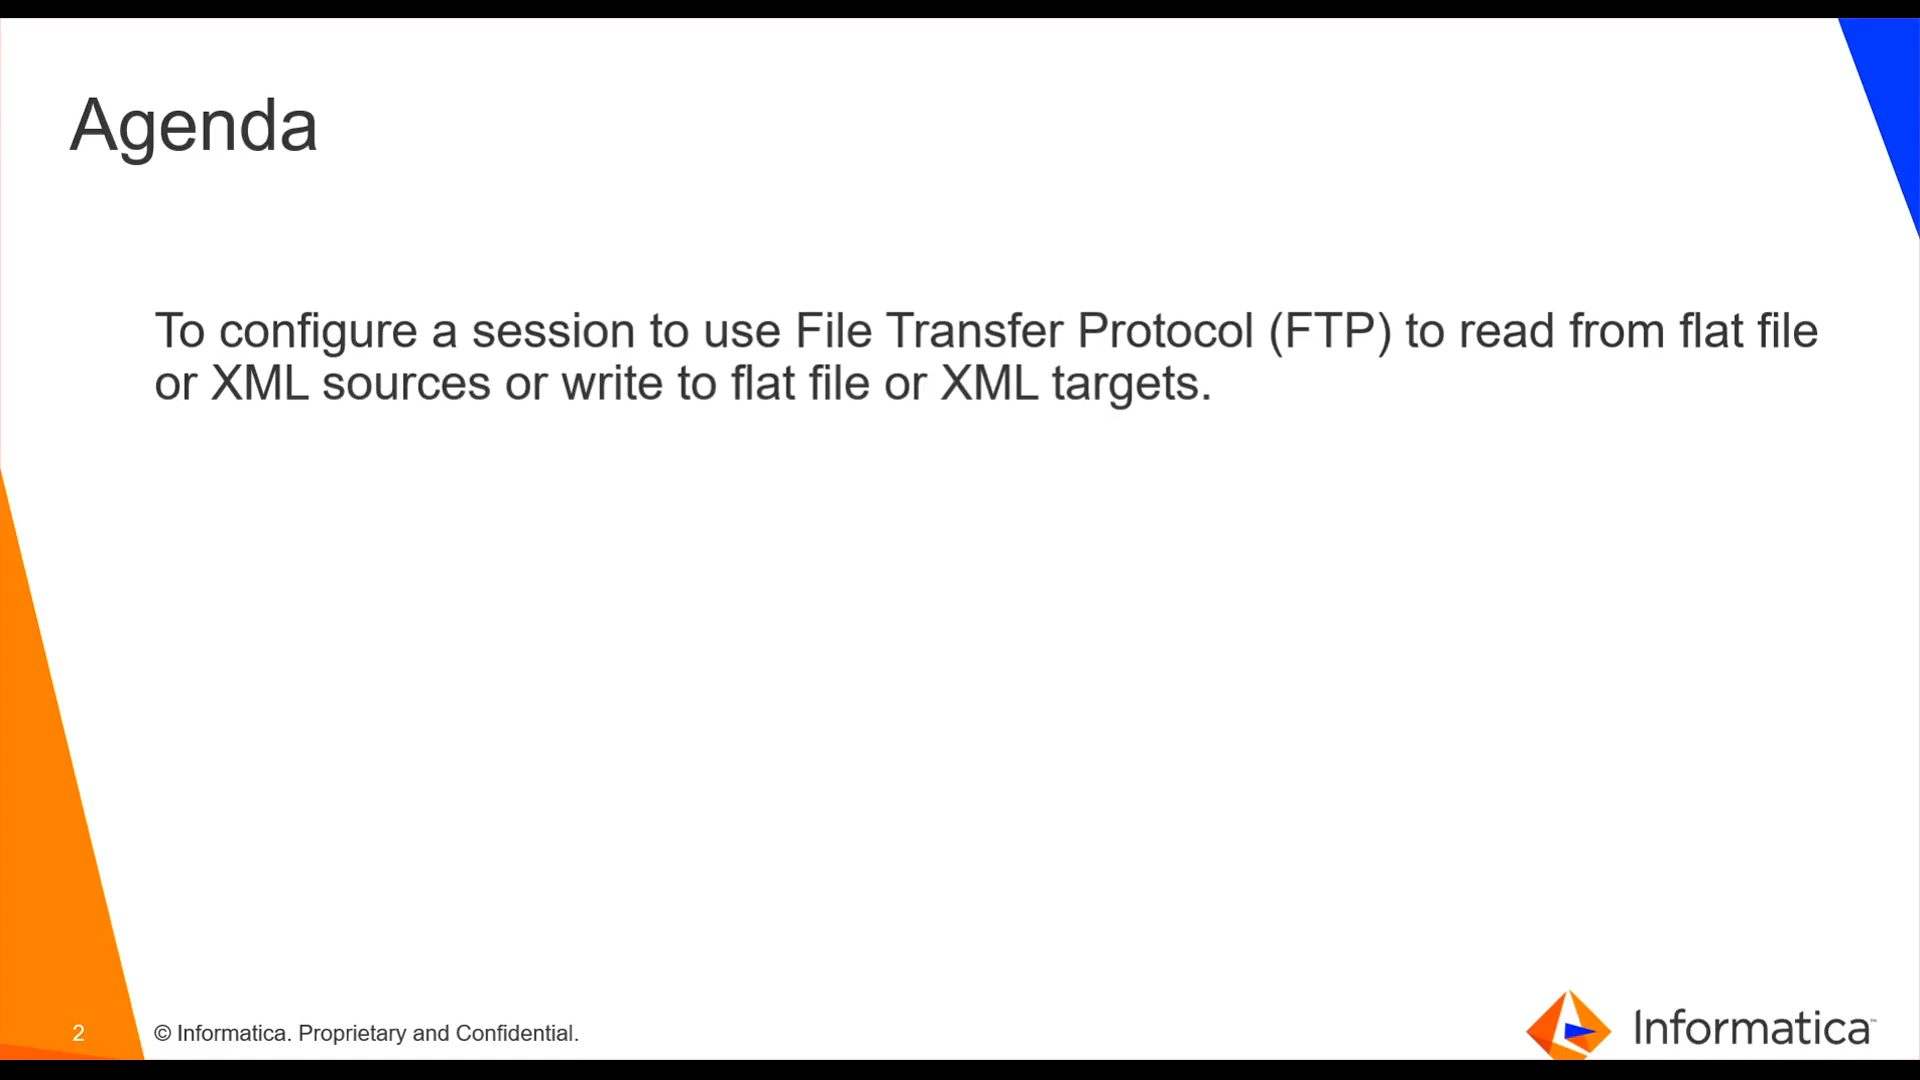 Agenda
To configure a session to use File Transfer Protocol (FTP) to read from flat file
or XML sources or write to flat file or XML targets.
2
© Informatica. Proprietary and Confidential.
Informatica™